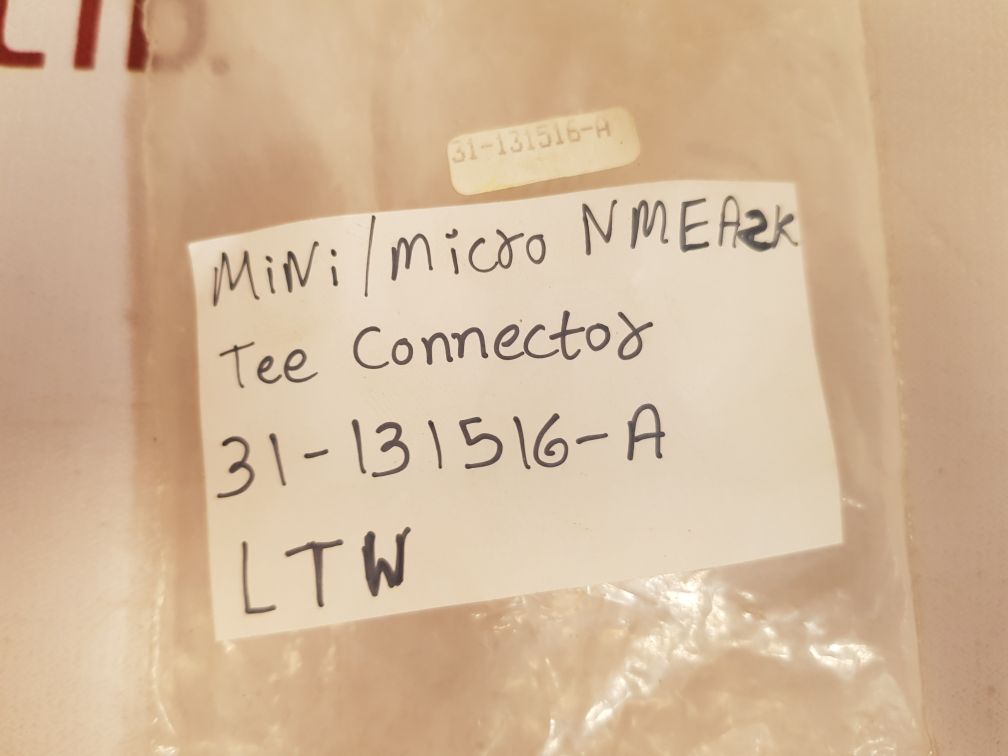 31-131516-A
MiNi/Micro NMEA2K
Tee Connector
31-131516-A
LTW